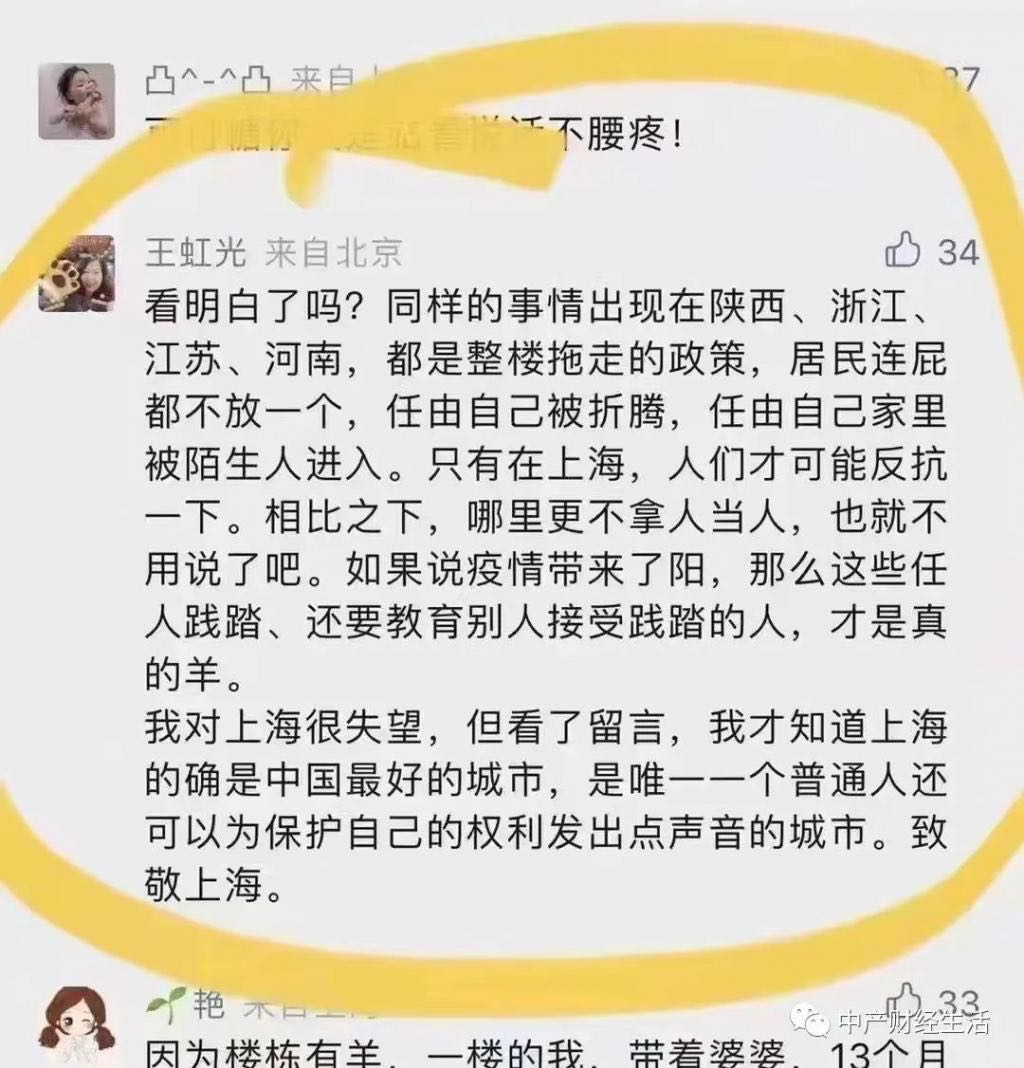 凸^-^凸 来自
不腰疼！
王虹光 来自北京 34
看明白了吗？同样的事情出现在陕西、浙江、
江苏、河南，都是整楼拖走的政策，居民连屁
都不放一个，任由自己被折腾，任由自己家里
被陌生人进入。只有在上海，人们才可能反抗
一下。相比之下，哪里更不拿人当人，也就不
用说了吧。如果说疫情带来了阳，那么这些任
人践踏、还要教育别人接受践踏的人，才是真
的羊。
我对上海很失望，但看了留言，我才知道上海
的确是中国最好的城市，是唯一一个普通人还
可以为保护自己的权利发出点声音的城市。致
敬上海。
艳 来自上海 33
中产财经生活
因为楼栋有羊，一楼的我，带着婆婆，13个月